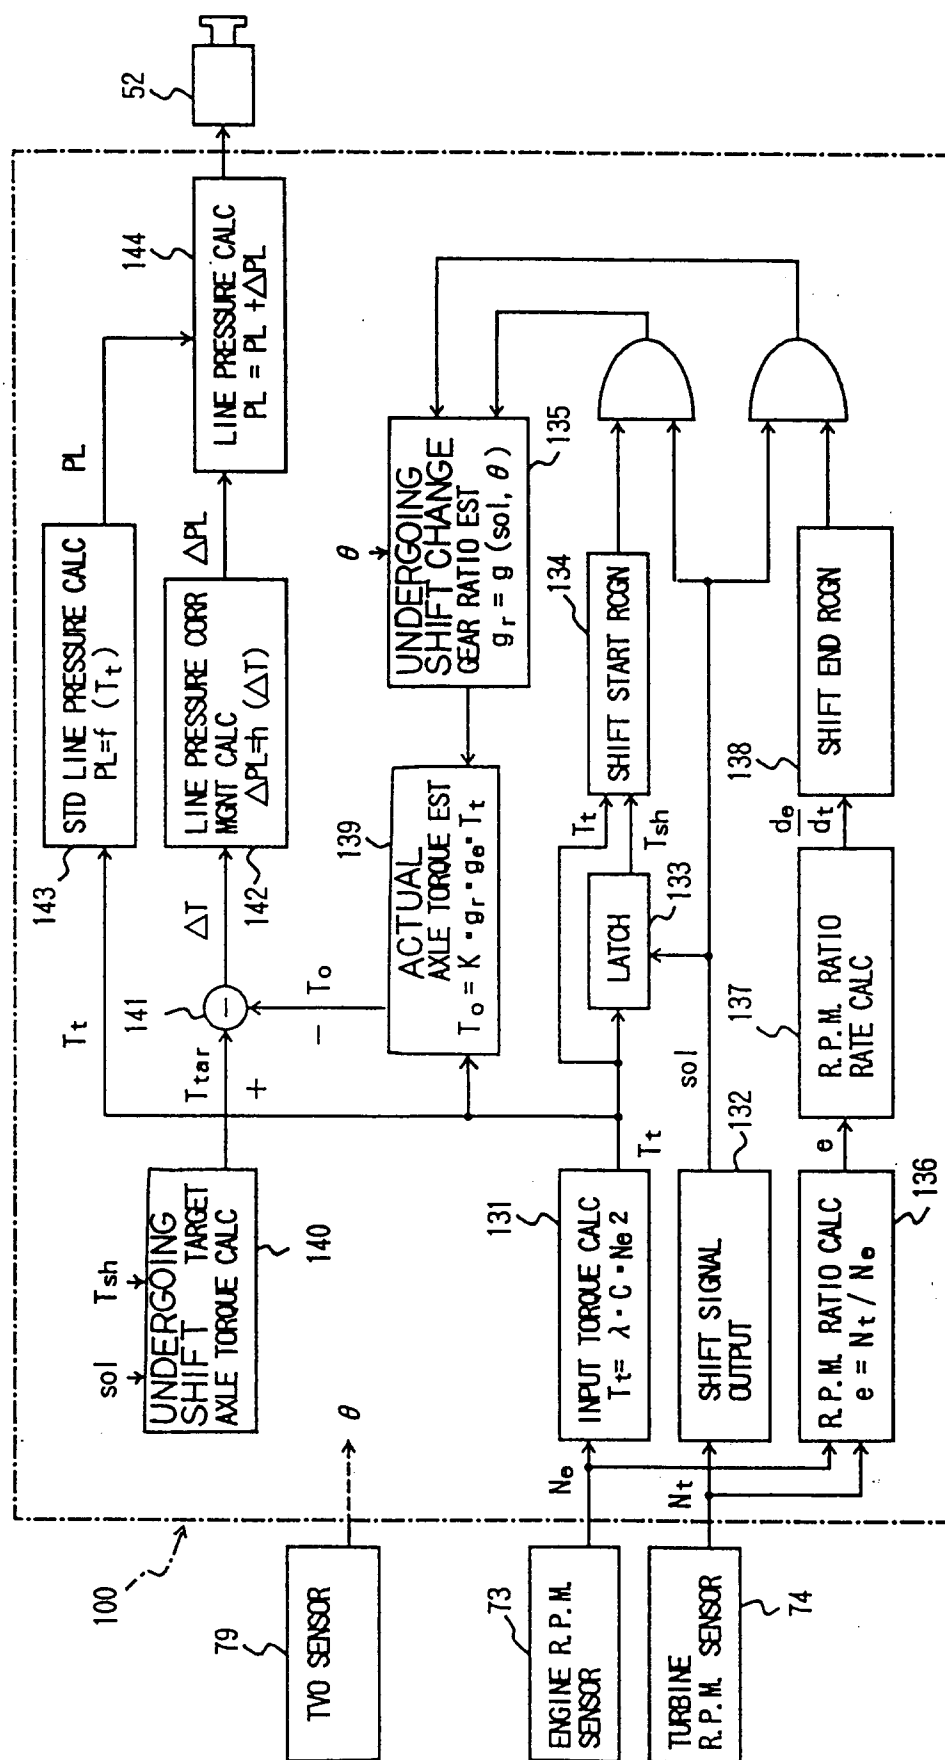 100
79
TVO SENSOR
θ
73
ENGINE R.P.M.
SENSOR
74
TURBINE
R.P.M. SENSOR
Ne
Nt
sol
Tsh
UNDERGOING
SHIFT TARGET
AXLE TORQUE CALC
140
Ttar
+
141
−
ΔT
−
To
Tt
143
STD LINE PRESSURE CALC
PL=f (Tt)
PL
LINE PRESSURE CORR
MGNT CALC
ΔPL=h (ΔT)
142
ΔPL
144
LINE PRESSURE CALC
PL = PL +ΔPL
52
139
ACTUAL
AXLE TORQUE EST
To = K・gr・ge・Tt
θ
UNDERGOING
SHIFT CHANGE
GEAR RATIO EST
gr = g (sol, θ)
135
131
INPUT TORQUE CALC
Tt= λ・C・Ne2
Tt
LATCH
133
Tt
Tsh
134
SHIFT START RCGN
SHIFT SIGNAL
OUTPUT
132
sol
R.P.M. RATIO CALC
e = Nt / Ne
136
e
137
R.P.M. RATIO
RATE CALC
de
dt
138
SHIFT END RCGN